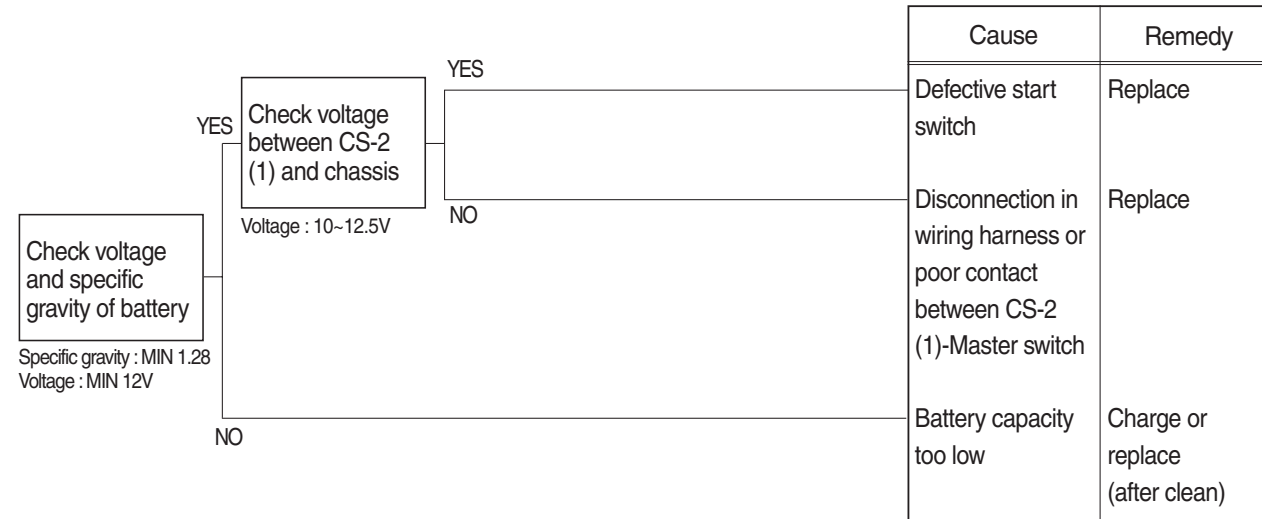 Cause
Remedy
YES
Defective start
switch
Replace
YES
Check voltage
between CS-2
(1) and chassis
Voltage : 10~12.5V
NO
Disconnection in
wiring harness or
poor contact
between CS-2
(1)-Master switch
Replace
Check voltage
and specific
gravity of battery
Specific gravity : MIN 1.28
Voltage : MIN 12V
NO
Battery capacity
too low
Charge or
replace
(after clean)